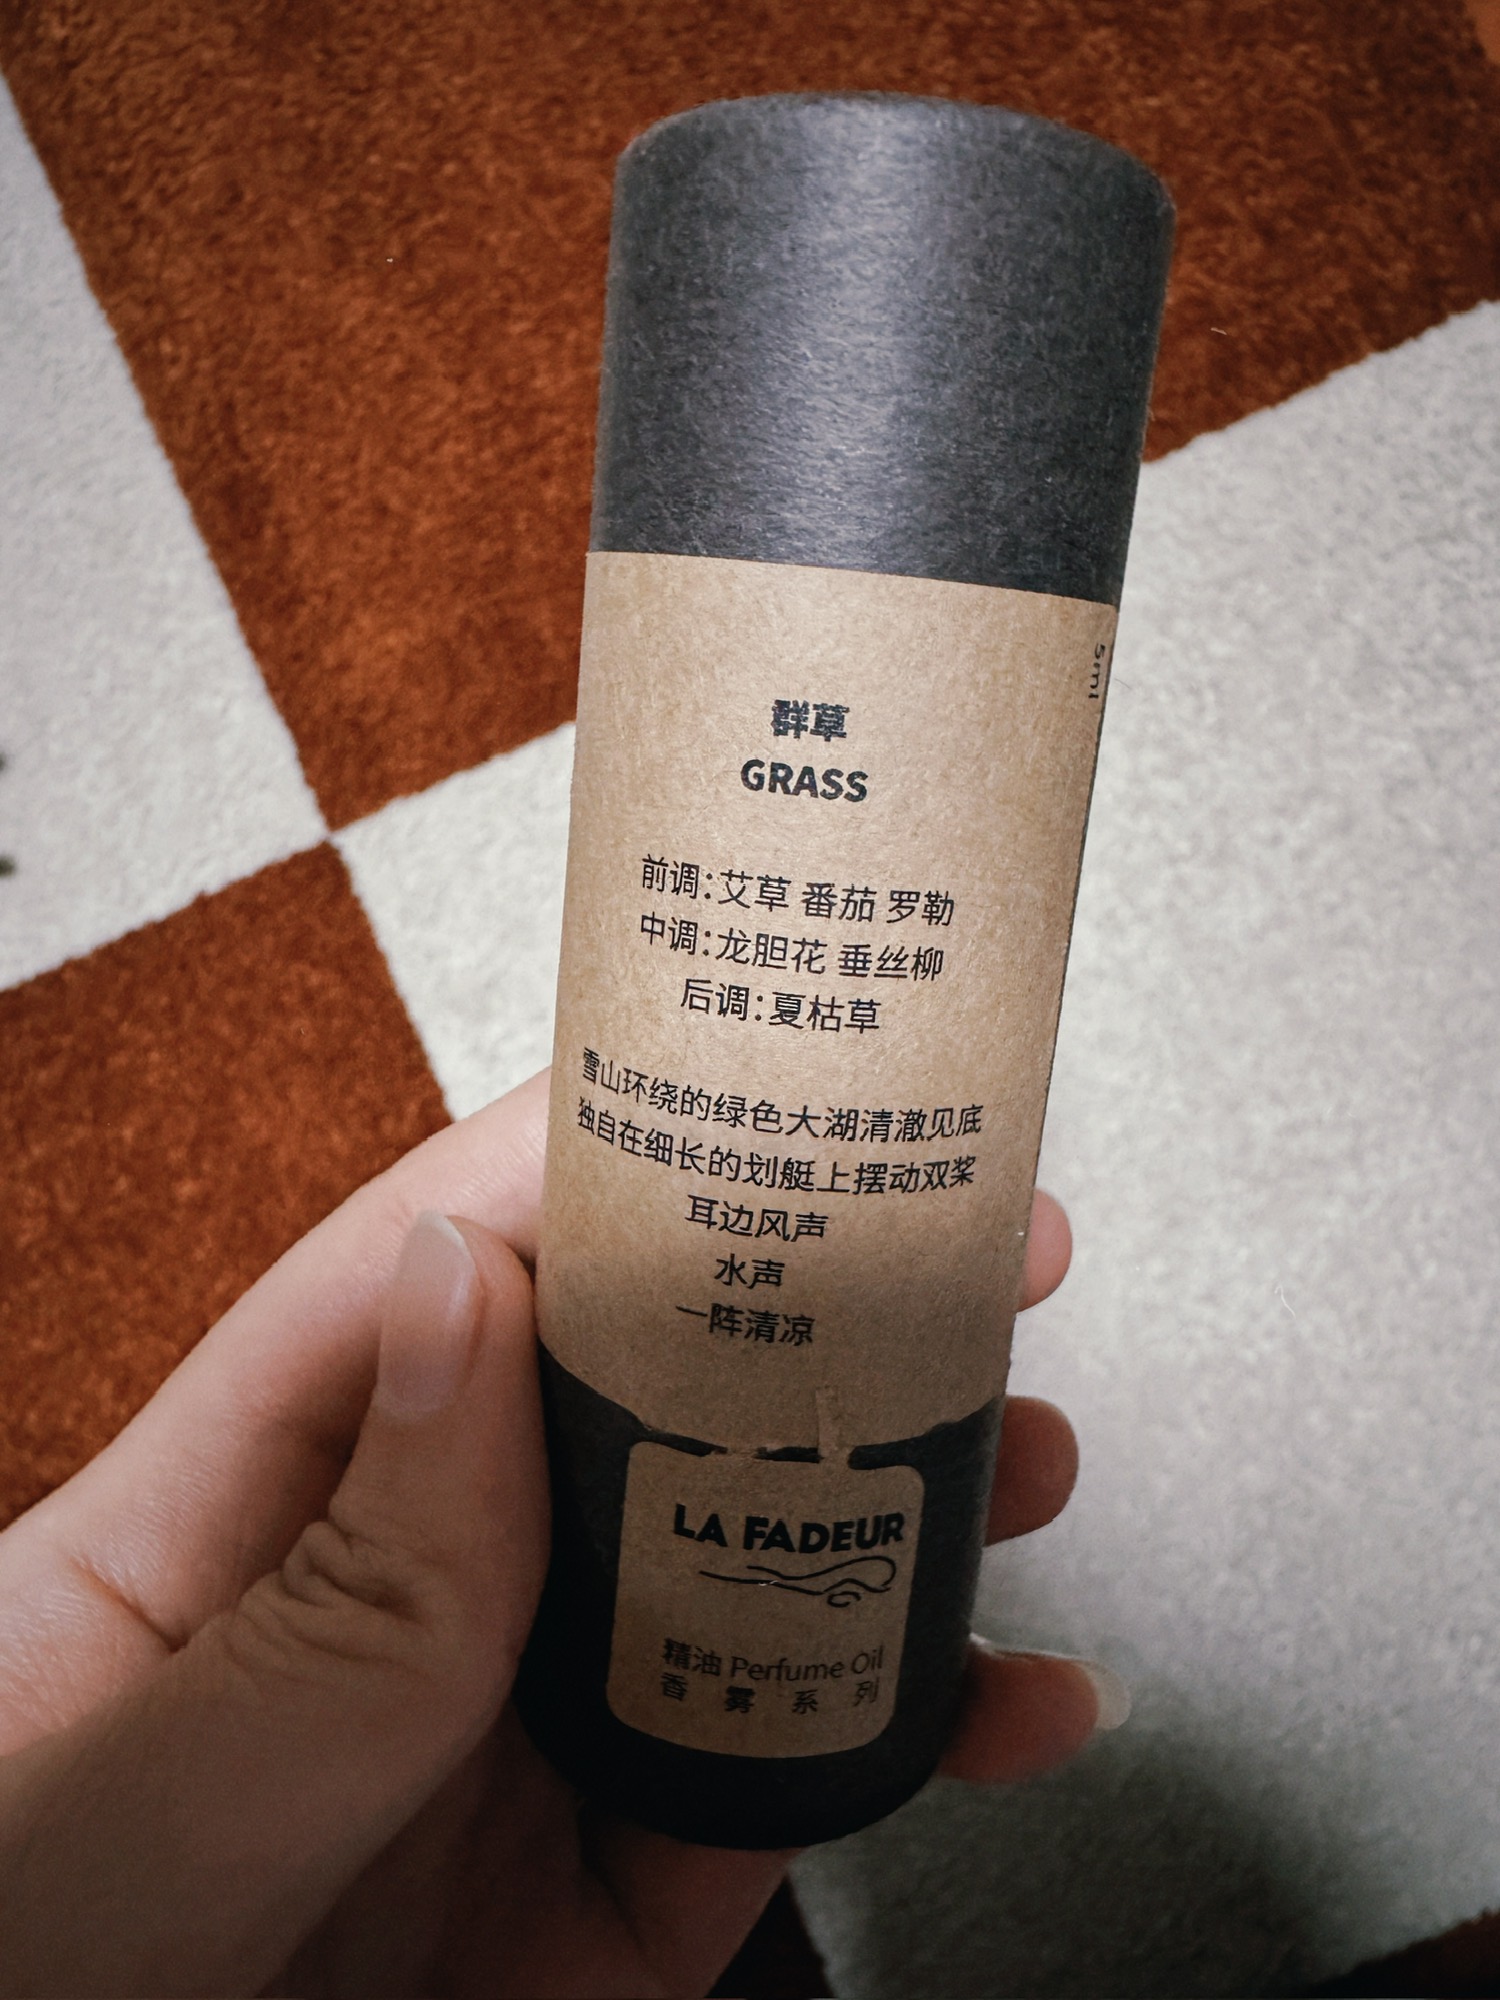 5ml
群草
GRASS
前调:艾草 番茄 罗勒
中调:龙胆花 垂丝柳
后调:夏枯草
雪山环绕的绿色大湖清澈见底
独自在细长的划艇上摆动双桨
耳边风声
水声
一阵清凉
LA FADEUR
精油 Perfume Oil
香雾系列